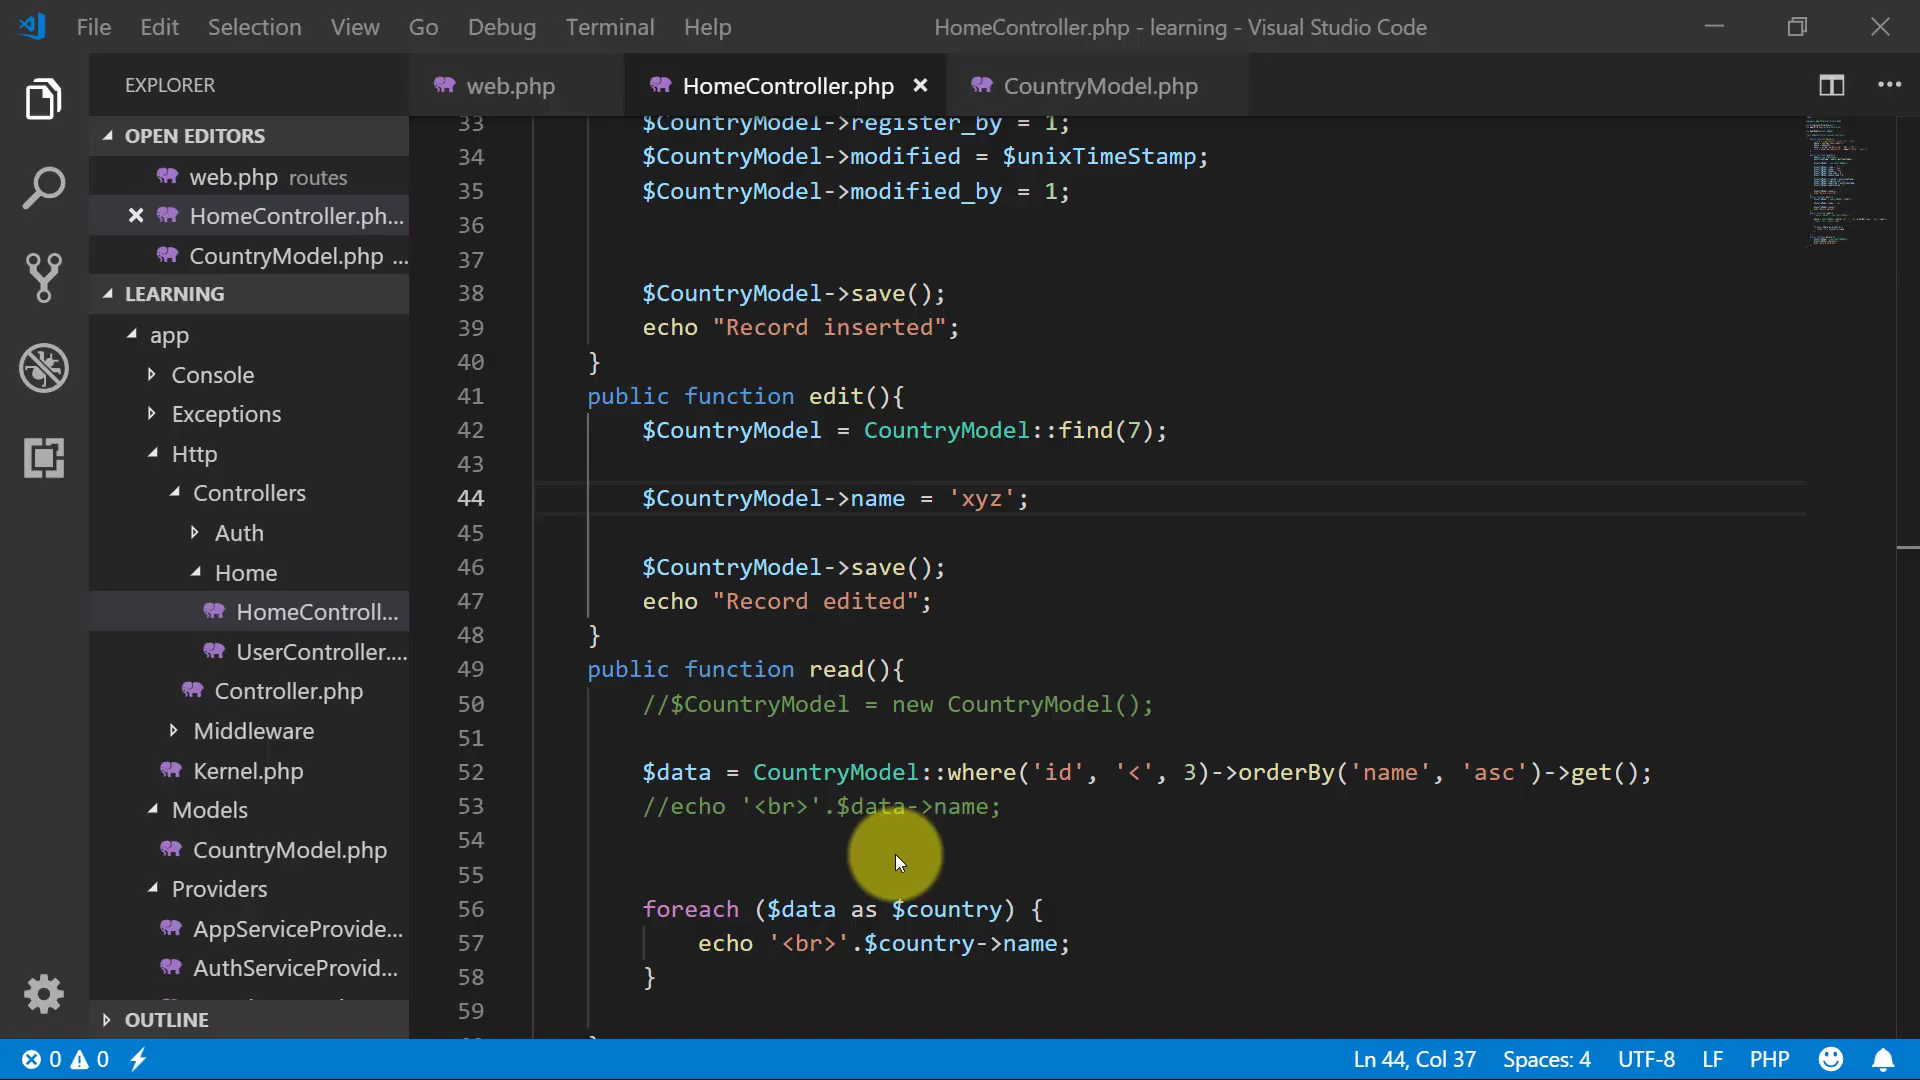 File Edit Selection View Go Debug Terminal Help
HomeController.php - learning - Visual Studio Code
EXPLORER
web.php
HomeController.php
CountryModel.php
OPEN EDITORS
web.php routes
HomeController.ph...
CountryModel.php ...
LEARNING
app
Console
Exceptions
Http
Controllers
Auth
Home
HomeControll...
UserController....
Controller.php
Middleware
Kernel.php
Models
CountryModel.php
Providers
AppServiceProvide...
AuthServiceProvid...
OUTLINE
33 $CountryModel->register_by = 1;
34 $CountryModel->modified = $unixTimeStamp;
35 $CountryModel->modified_by = 1;
36
37
38 $CountryModel->save();
39 echo "Record inserted";
40 }
41 public function edit(){
42 $CountryModel = CountryModel::find(7);
43
44 $CountryModel->name = 'xyz';
45
46 $CountryModel->save();
47 echo "Record edited";
48 }
49 public function read(){
50 //$CountryModel = new CountryModel();
51
52 $data = CountryModel::where('id', '<', 3)->orderBy('name', 'asc')->get();
53 //echo '<br>'.$data->name;
54
55
56 foreach ($data as $country) {
57 echo '<br>'.$country->name;
58 }
59
0 0
Ln 44, Col 37 Spaces: 4 UTF-8 LF PHP